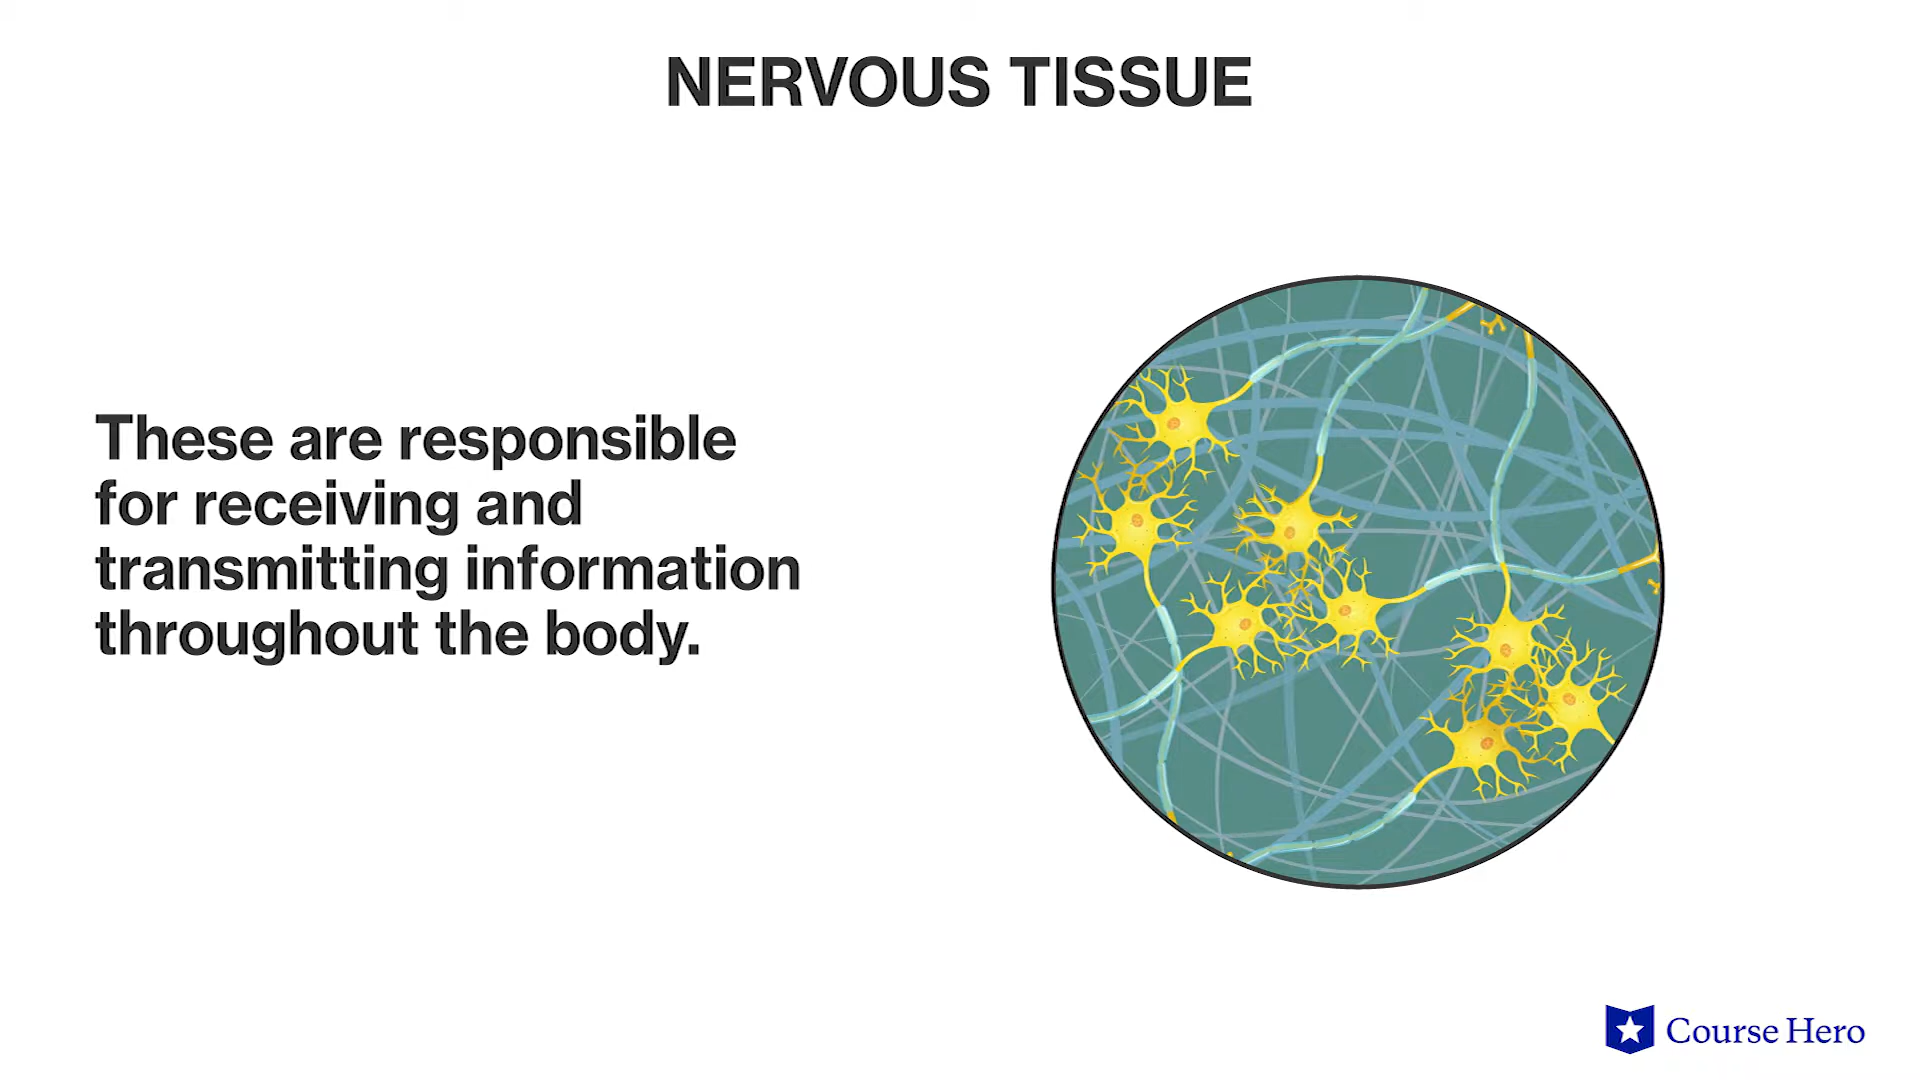 NERVOUS TISSUE
These are responsible
for receiving and
transmitting information
throughout the body.
Course Hero